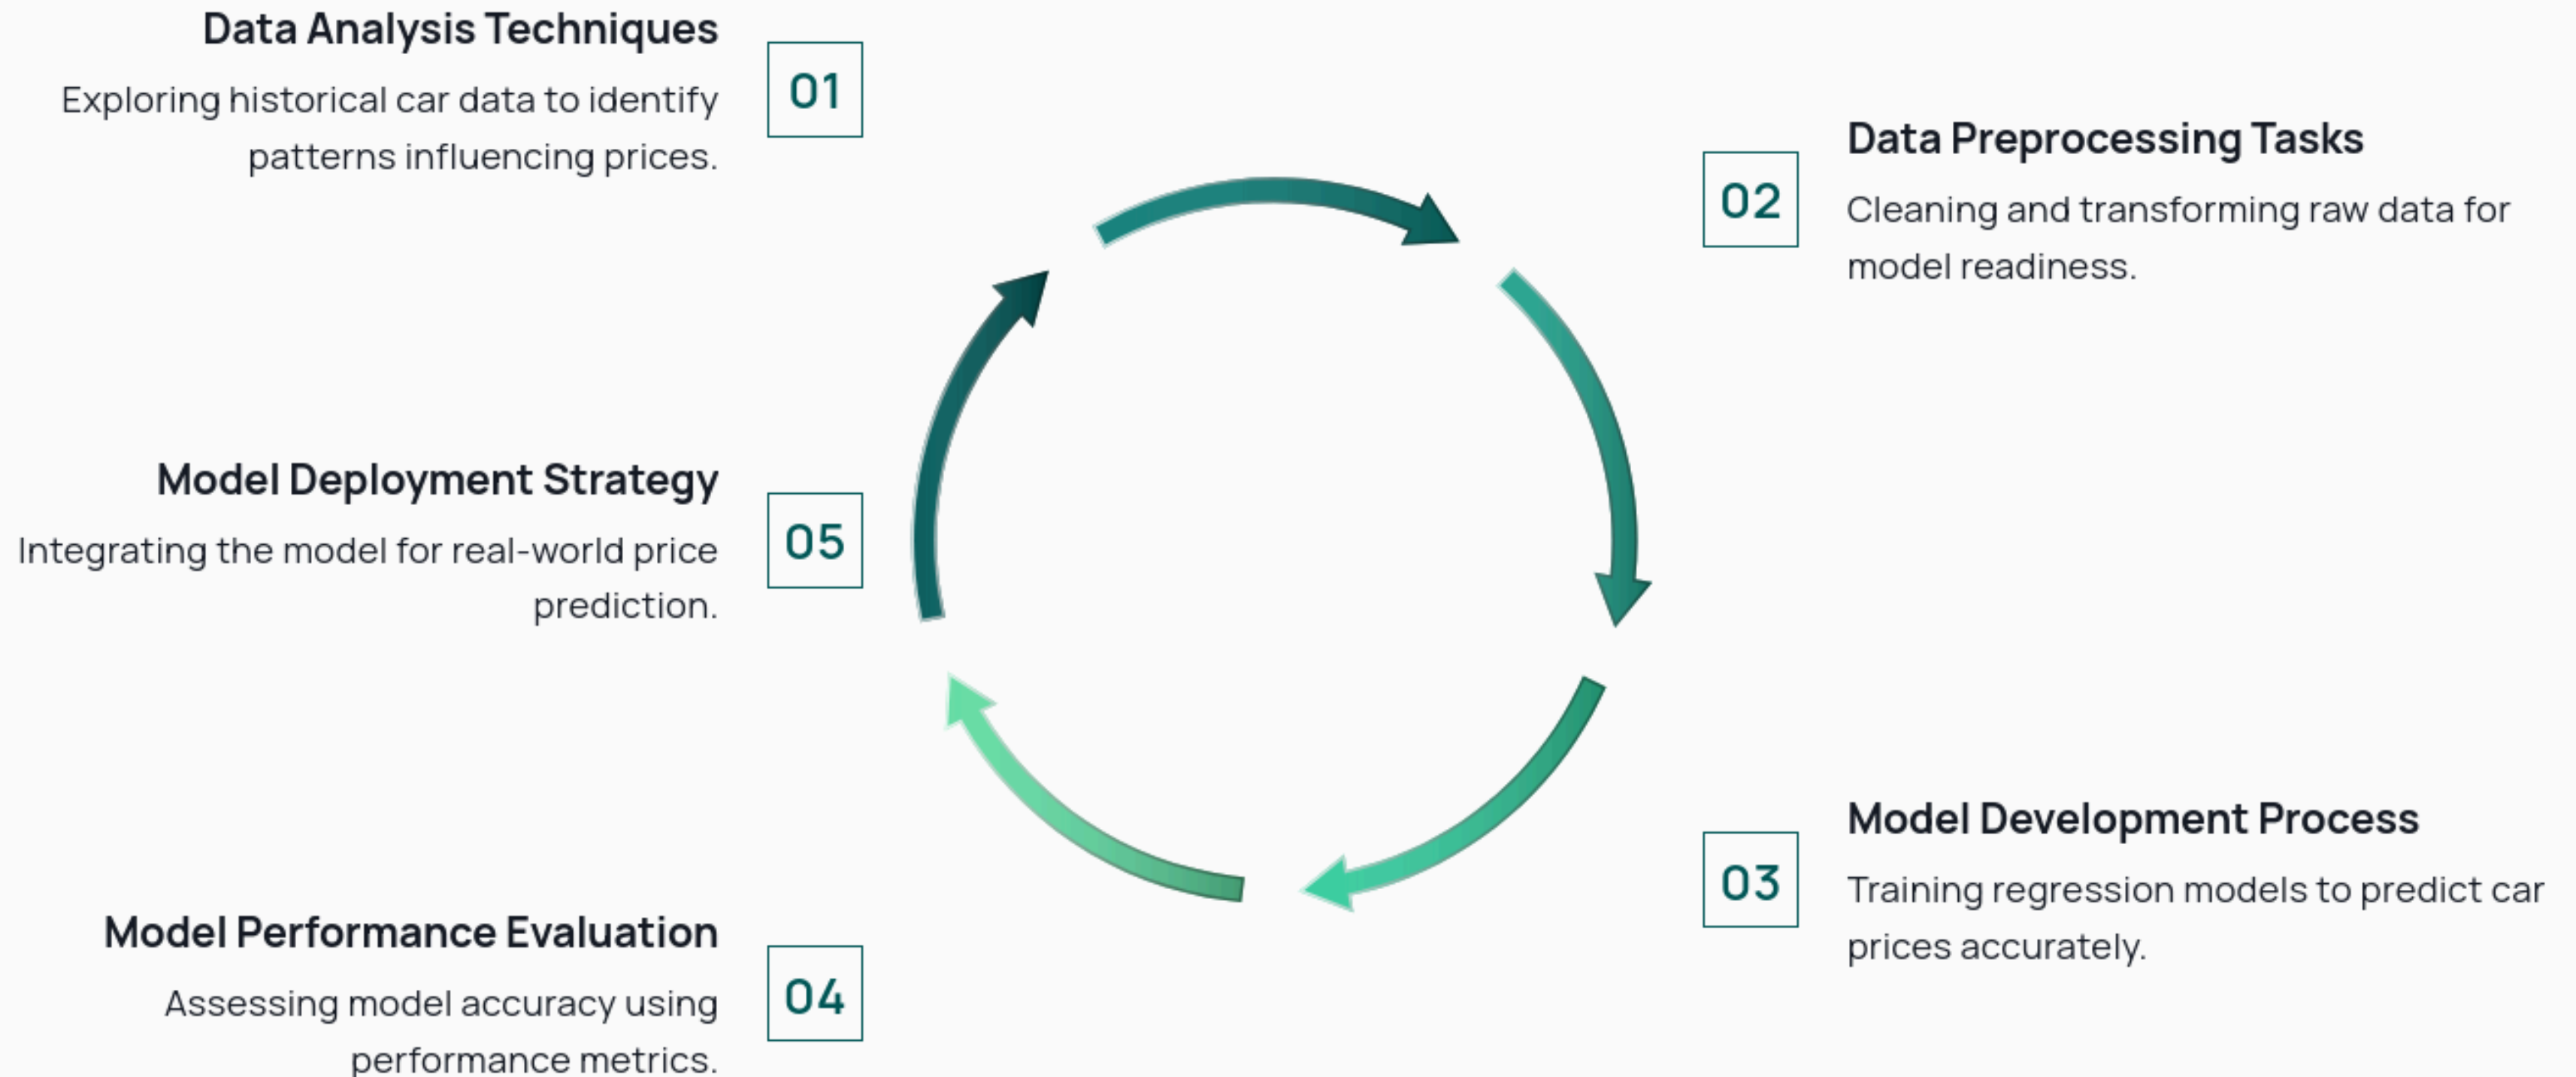 Data Analysis Techniques
Exploring historical car data to identify
patterns influencing prices.
01
02
Data Preprocessing Tasks
Cleaning and transforming raw data for
model readiness.
03
Model Development Process
Training regression models to predict car
prices accurately.
Model Performance Evaluation
Assessing model accuracy using
performance metrics.
04
Model Deployment Strategy
Integrating the model for real-world price
prediction.
05